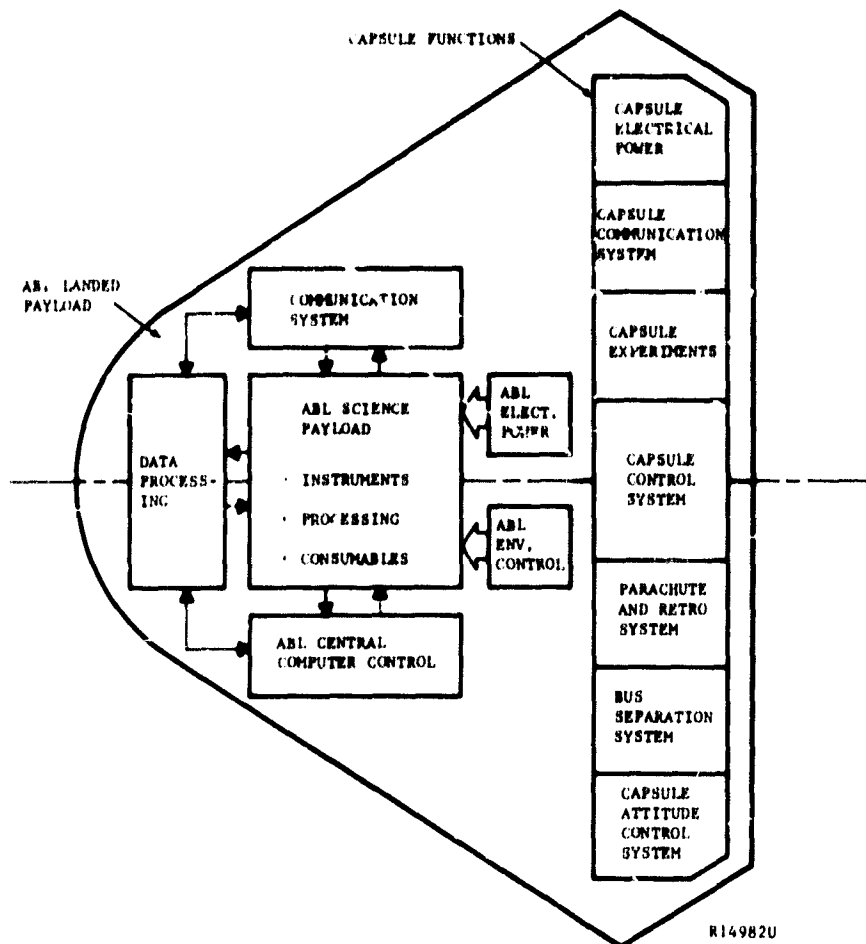 CAPSULE FUNCTIONS
CAPSULE
ELECTRICAL
POWER
CAPSULE
COMMUNICATION
SYSTEM
CAPSULE
EXPERIMENTS
CAPSULE
CONTROL
SYSTEM
PARACHUTE
AND RETRO
SYSTEM
BUS
SEPARATION
SYSTEM
CAPSULE
ATTITUDE
CONTROL
SYSTEM
ABL LANDED
PAYLOAD
COMMUNICATION
SYSTEM
DATA
PROCESS-
ING
ABL SCIENCE
PAYLOAD
· INSTRUMENTS
· PROCESSING
· CONSUMABLES
ABL
ELECT.
POWER
ABL
ENV.
CONTROL
ABL CENTRAL
COMPUTER CONTROL
R14982U